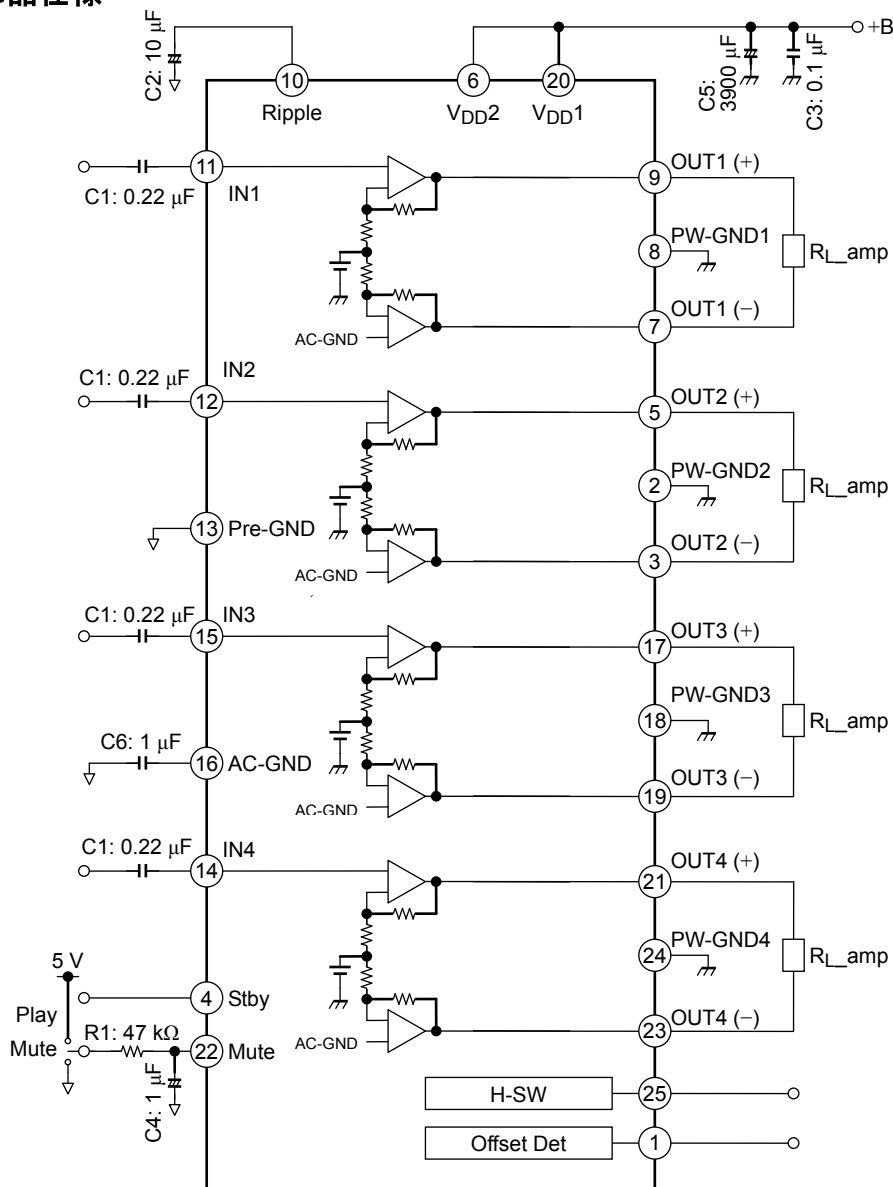 品仕様
C2: 10 μF
10
Ripple
6
VDD2
20
VDD1
C5: 3900 μF
C3: 0.1 μF
+B
C1: 0.22 μF
11
IN1
9
OUT1 (+)
8
PW-GND1
RL_amp
7
OUT1 (−)
AC-GND
C1: 0.22 μF
12
IN2
5
OUT2 (+)
2
PW-GND2
RL_amp
13
Pre-GND
3
OUT2 (−)
AC-GND
C1: 0.22 μF
15
IN3
17
OUT3 (+)
18
PW-GND3
RL_amp
C6: 1 μF
16
AC-GND
19
OUT3 (−)
AC-GND
C1: 0.22 μF
14
IN4
21
OUT4 (+)
24
PW-GND4
RL_amp
5 V
4
Stby
Play
Mute
R1: 47 kΩ
22
Mute
C4: 1 μF
23
OUT4 (−)
AC-GND
H-SW
25
Offset Det
1